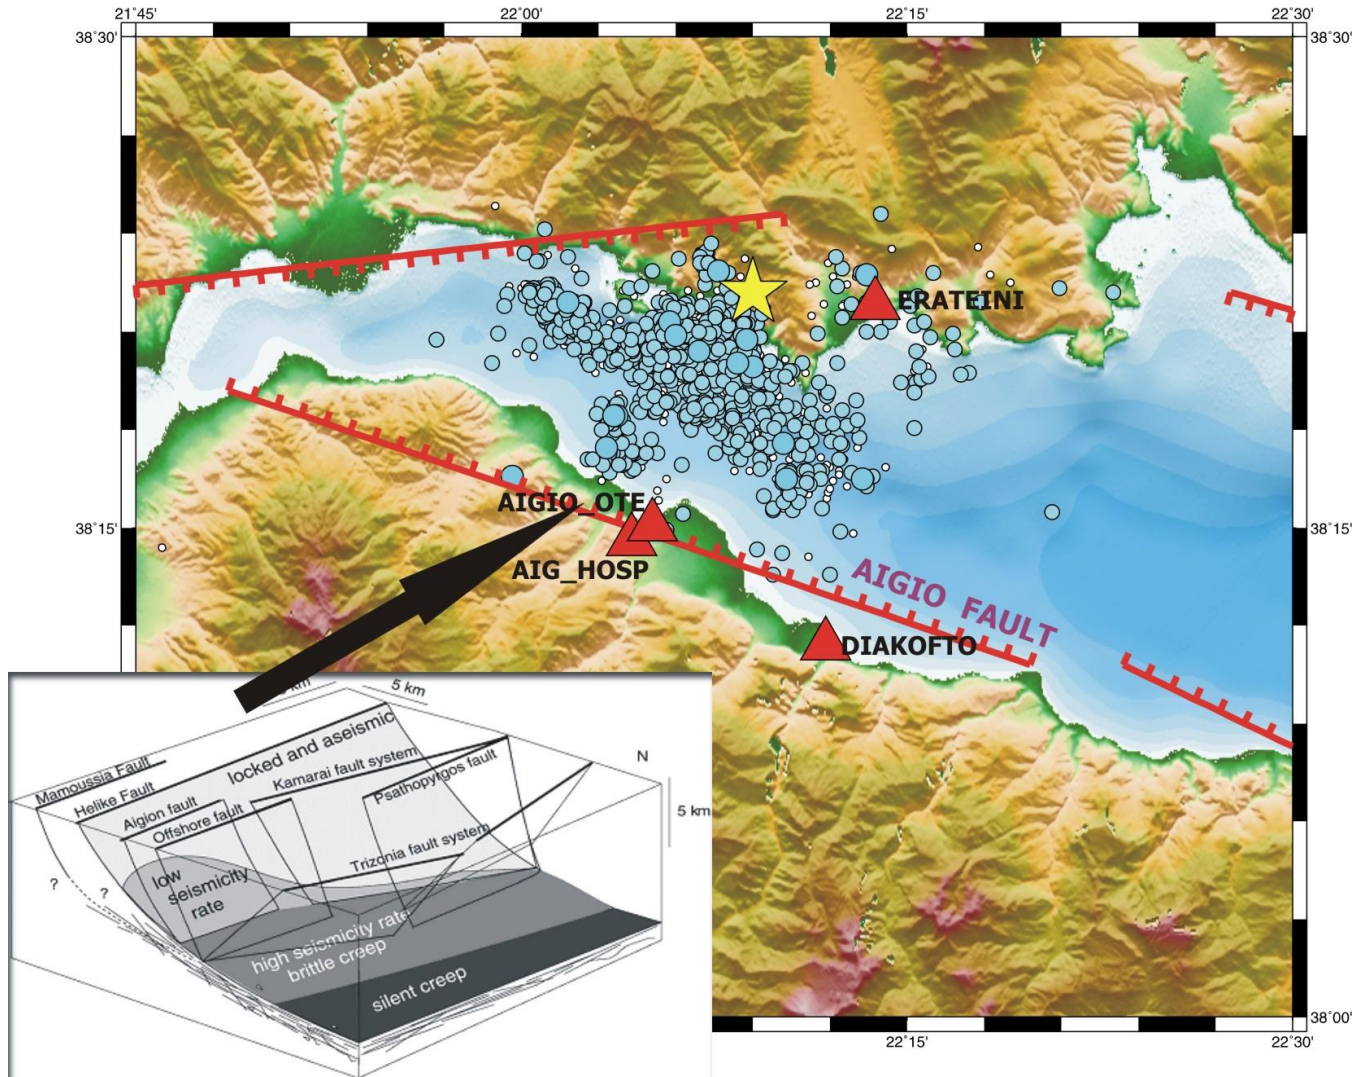 21˚45'
22˚00'
22˚15'
22˚30'
38˚30'
38˚30'
ERATEINI
AIGIO_OTE
38˚15'
38˚15'
AIG_HOSP
AIGIO FAULT
DIAKOFTO
km
5 km
N
locked and aseismic
Mamoussia Fault
Helike Fault
Kamarai fault system
Psathopyrgos fault
Aigion fault
Offshore fault
5 km
Trizonia fault system
low
seismicity
rate
?
?
high seismicity rate
brittle creep
silent creep
38˚00'
22˚15'
22˚30'